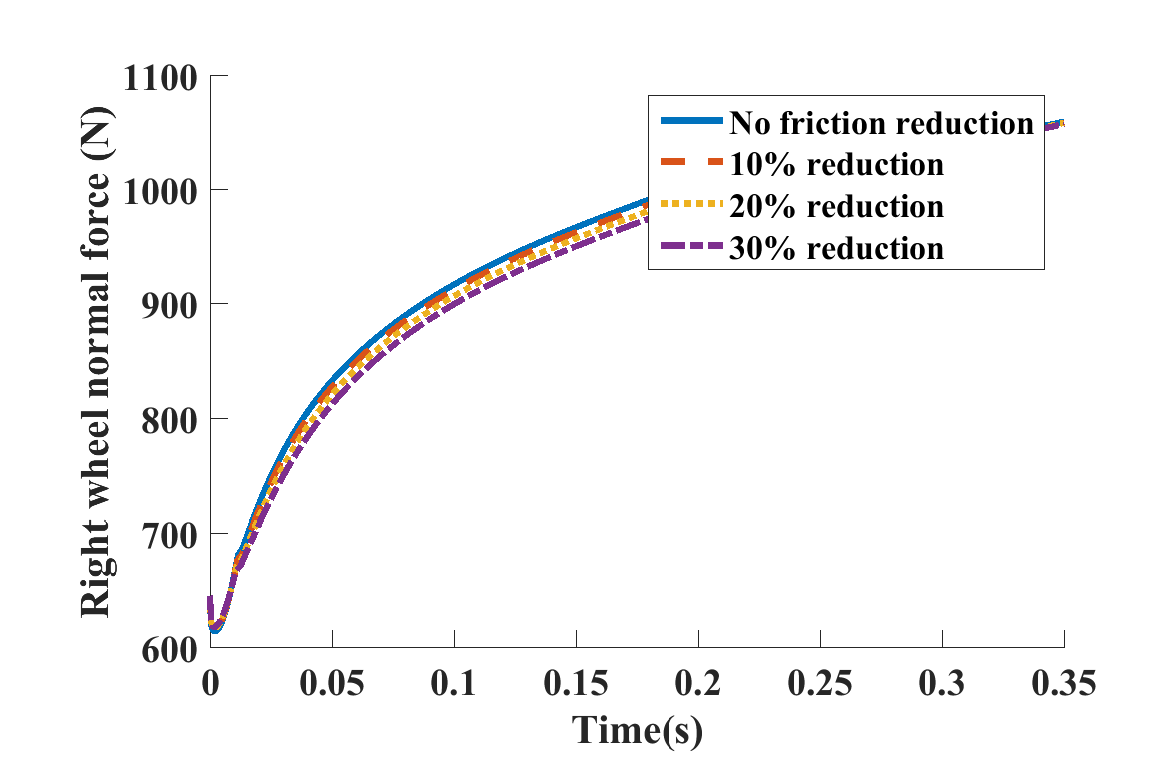 1100
1000
900
800
700
600
Right wheel normal force (N)
No friction reduction
10% reduction
20% reduction
30% reduction
0 0.05 0.1 0.15 0.2 0.25 0.3 0.35
Time(s)